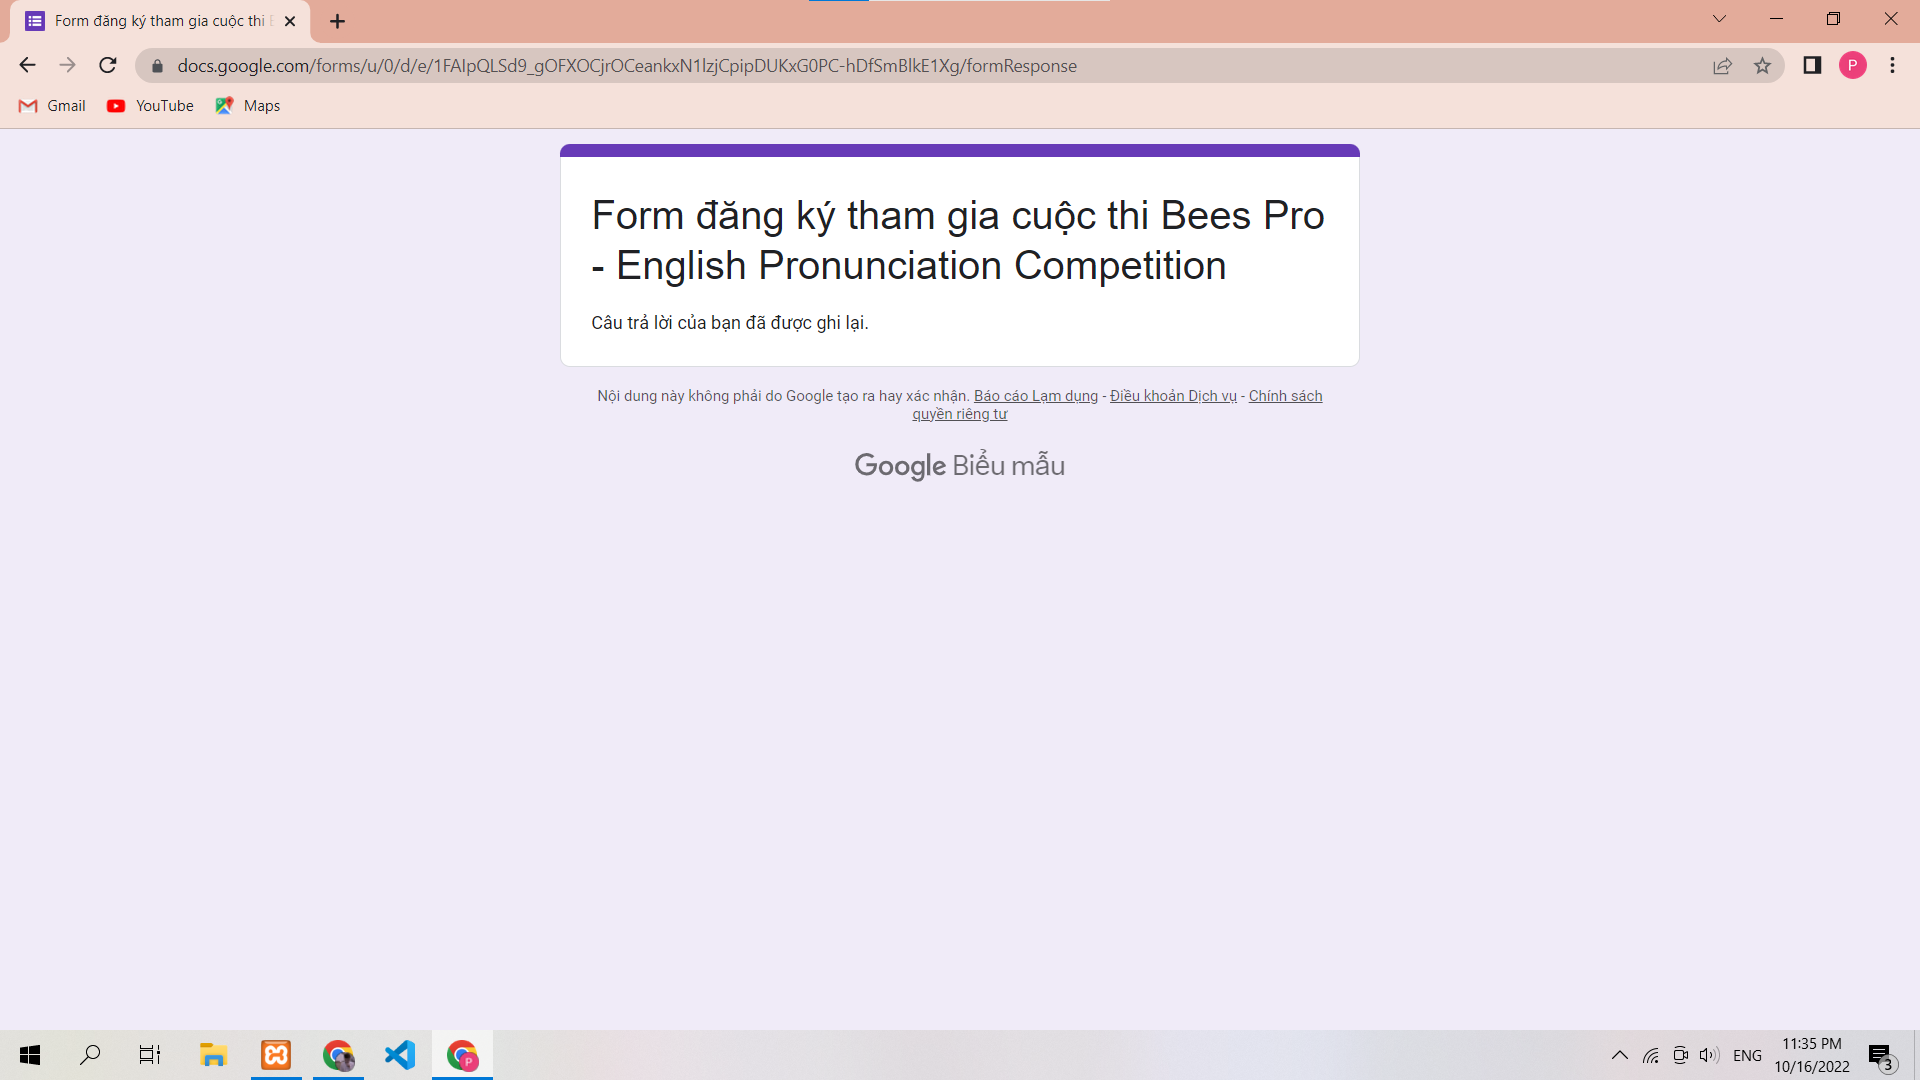 Form đăng ký tham gia cuộc thi
docs.google.com/forms/u/0/d/e/1FAIpQLSd9_gOFXOCjrOCeankxN1lzjCpipDUKxG0PC-hDfSmBlkE1Xg/formResponse
P
Gmail
YouTube
Maps
Form đăng ký tham gia cuộc thi Bees Pro
- English Pronunciation Competition
Câu trả lời của bạn đã được ghi lại.
Nội dung này không phải do Google tạo ra hay xác nhận. Báo cáo Lạm dụng - Điều khoản Dịch vụ - Chính sách
quyền riêng tư
Google Biểu mẫu
P
ENG
11:35 PM
10/16/2022
3